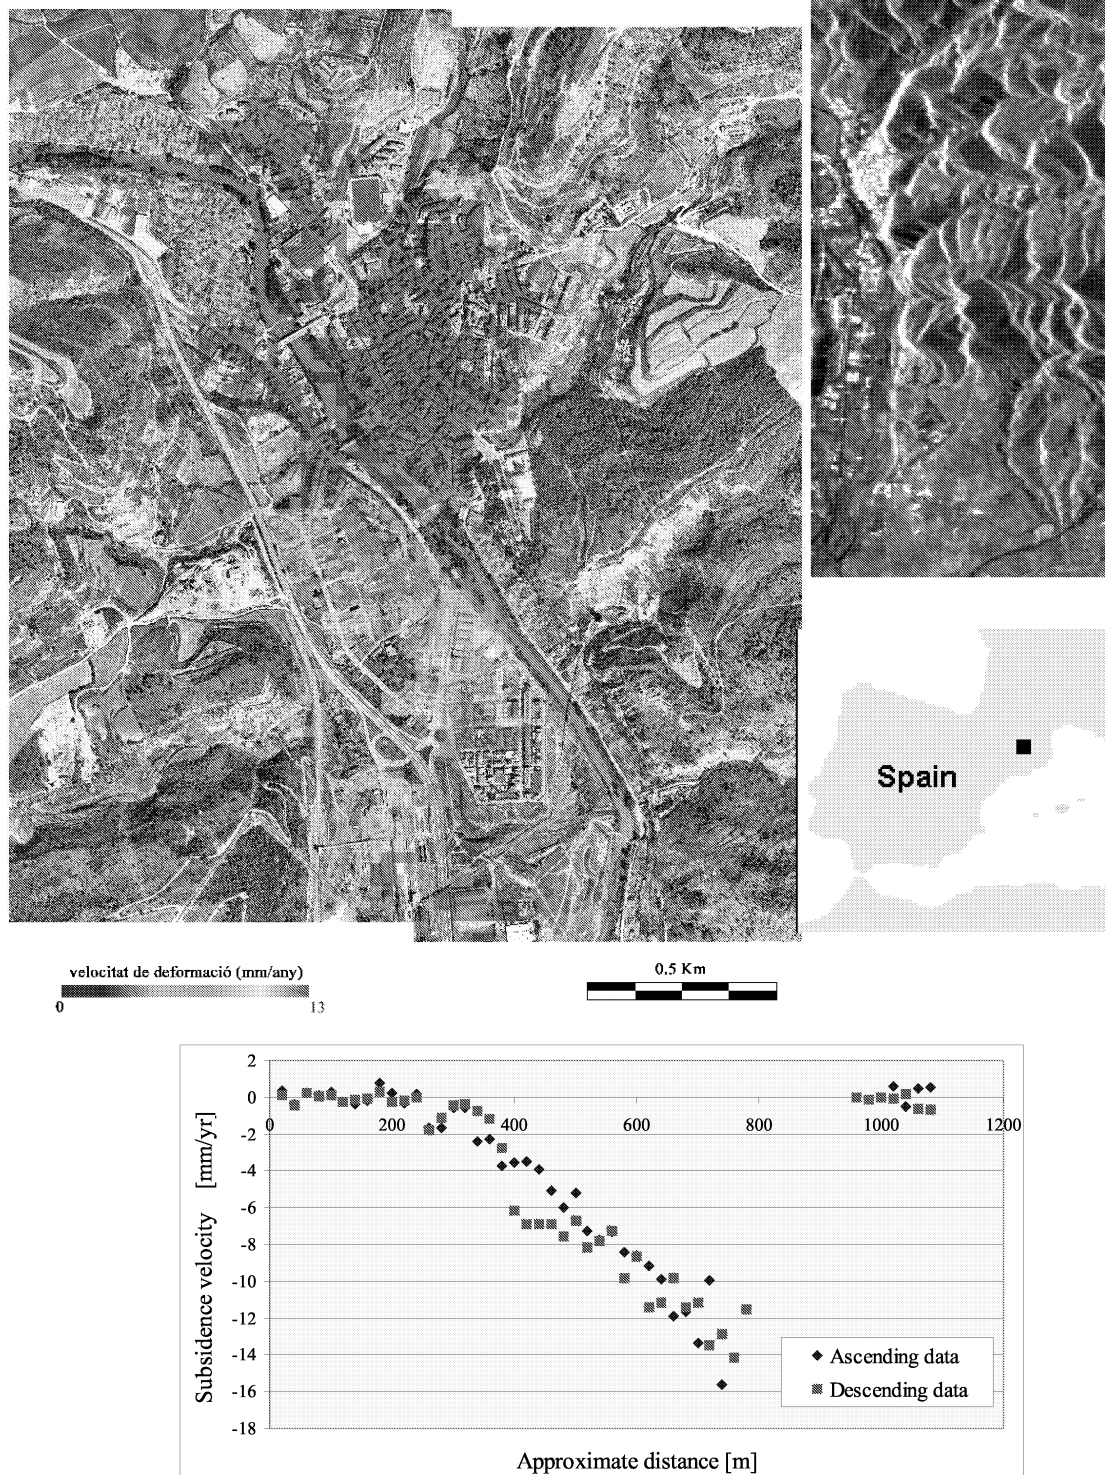 Spain
velocitat de deformació (mm/any)
0
13
0.5 Km
2
0
-2
-4
-6
-8
-10
-12
-14
-16
-18
0
200
400
600
800
1000
1200
Subsidence velocity [mm/yr]
Ascending data
Descending data
Approximate distance [m]